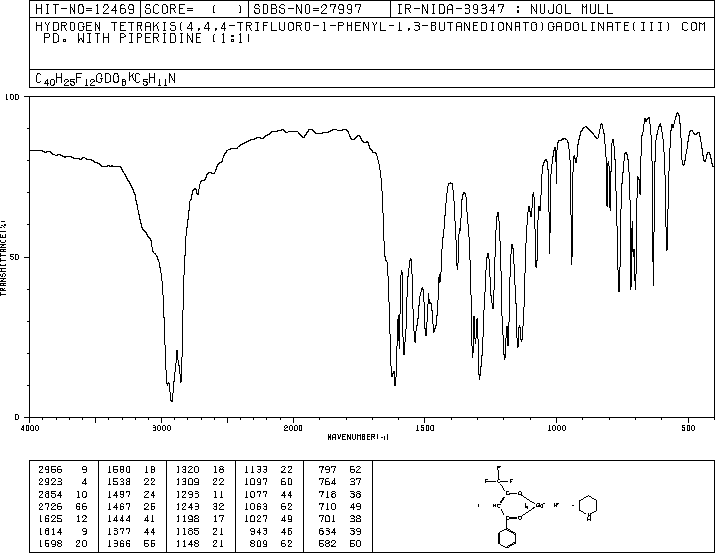 HIT-NO=12469 SCORE= ( ) SDBS-NO=27997 IR-NIDA-39347 : NUJOL MULL
HYDROGEN TETRAKIS(4,4,4-TRIFLUORO-1-PHENYL-1,3-BUTANEDIONATO)GADOLINATE(III) COM
PD. WITH PIPERIDINE (1:1)
C40H25F12GDO8*C5H11N
100
50
0
TRANSMITTANCE(%)
4000 3000 2000 1500 1000 500
WAVENUMBER(-1)
2956 9 1580 18 1320 18 1133 22 797 62
2923 4 1538 22 1309 22 1097 60 764 37
2854 10 1497 24 1293 11 1077 44 718 38
2726 66 1467 26 1243 32 1063 62 710 49
1625 12 1444 41 1198 17 1027 49 701 38
1614 9 1377 44 1185 21 943 46 634 39
1598 20 1366 55 1148 21 809 62 582 50